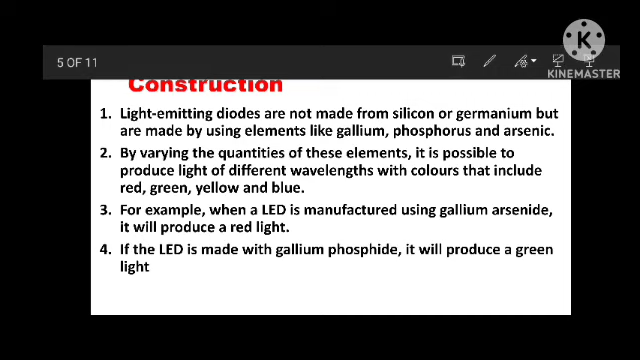 5 OF 11
KINEMASTER
Construction
1. Light-emitting diodes are not made from silicon or germanium but
are made by using elements like gallium, phosphorus and arsenic.
2. By varying the quantities of these elements, it is possible to
produce light of different wavelengths with colours that include
red, green, yellow and blue.
3. For example, when a LED is manufactured using gallium arsenide,
it will produce a red light.
4. If the LED is made with gallium phosphide, it will produce a green
light